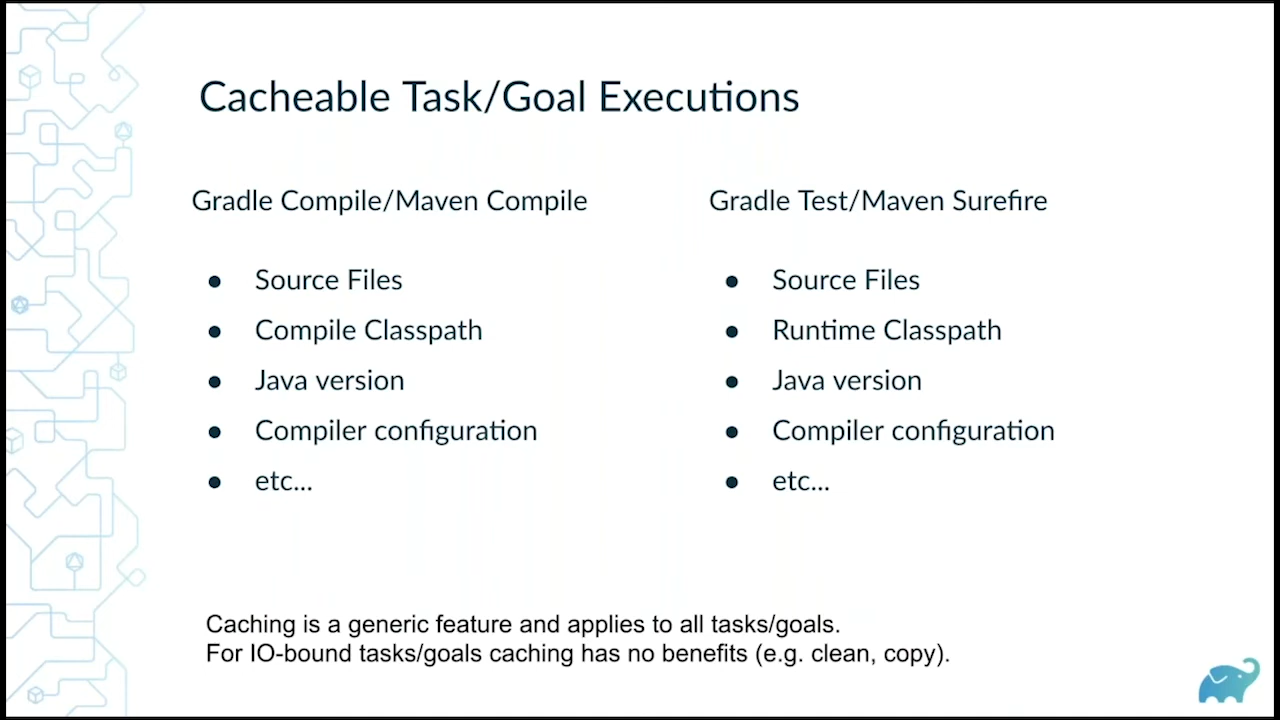 Cacheable Task/Goal Executions
Gradle Compile/Maven Compile
● Source Files
● Compile Classpath
● Java version
● Compiler configuration
● etc...
Gradle Test/Maven Surefire
● Source Files
● Runtime Classpath
● Java version
● Compiler configuration
● etc...
Caching is a generic feature and applies to all tasks/goals.
For IO-bound tasks/goals caching has no benefits (e.g. clean, copy).